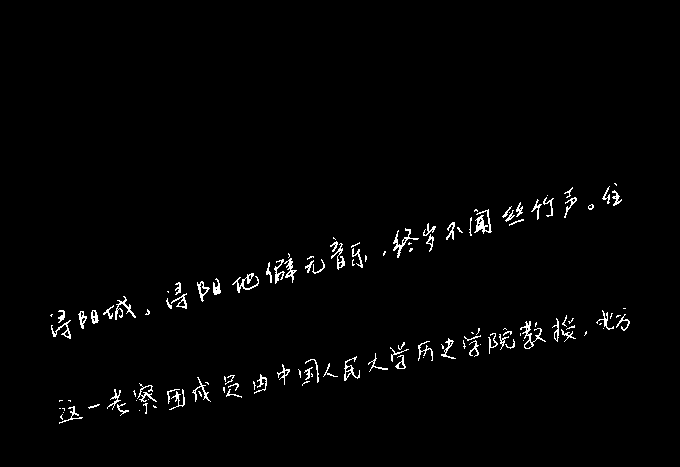 浔阳城，浔阳地僻无音乐，终岁不闻丝竹声。住
这一考察团成员由中国人民大学历史学院教授，北方